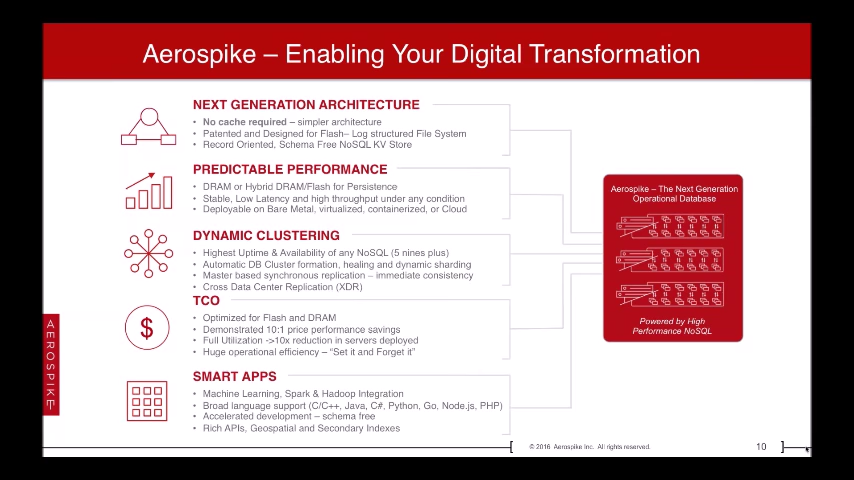 Aerospike – Enabling Your Digital Transformation
NEXT GENERATION ARCHITECTURE
• No cache required – simpler architecture
• Patented and Designed for Flash– Log structured File System
• Record Oriented, Schema Free NoSQL KV Store
PREDICTABLE PERFORMANCE
• DRAM or Hybrid DRAM/Flash for Persistence
• Stable, Low Latency and high throughput under any condition
• Deployable on Bare Metal, virtualized, containerized, or Cloud
DYNAMIC CLUSTERING
• Highest Uptime & Availability of any NoSQL (5 nines plus)
• Automatic DB Cluster formation, healing and dynamic sharding
• Master based synchronous replication – immediate consistency
• Cross Data Center Replication (XDR)
TCO
$
• Optimized for Flash and DRAM
• Demonstrated 10:1 price performance savings
• Full Utilization ->10x reduction in servers deployed
• Huge operational efficiency – “Set it and Forget it”
SMART APPS
• Machine Learning, Spark & Hadoop Integration
• Broad language support (C/C++, Java, C#, Python, Go, Node.js, PHP)
• Accelerated development – schema free
• Rich APIs, Geospatial and Secondary Indexes
Aerospike – The Next Generation
Operational Database
Powered by High
Performance NoSQL
AEROSPIKE
© 2016 Aerospike Inc. All rights reserved.
10